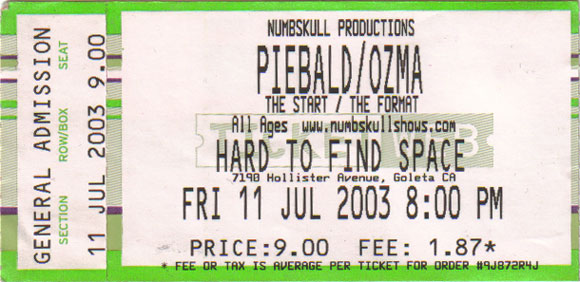 GENERAL ADMISSION
SECTION ROW/BOX SEAT
11 JUL 2003 9.00
NUMBSKULL PRODUCTIONS
PIEBALD/OZMA
THE START / THE FORMAT
All Ages www.numbskullshows.com
HARD TO FIND SPACE
7190 Hollister Avenue, Goleta CA
FRI 11 JUL 2003 8:00 PM
PRICE:9.00 FEE: 1.87*
* FEE OR TAX IS AVERAGE PER TICKET FOR ORDER #9J872R4J